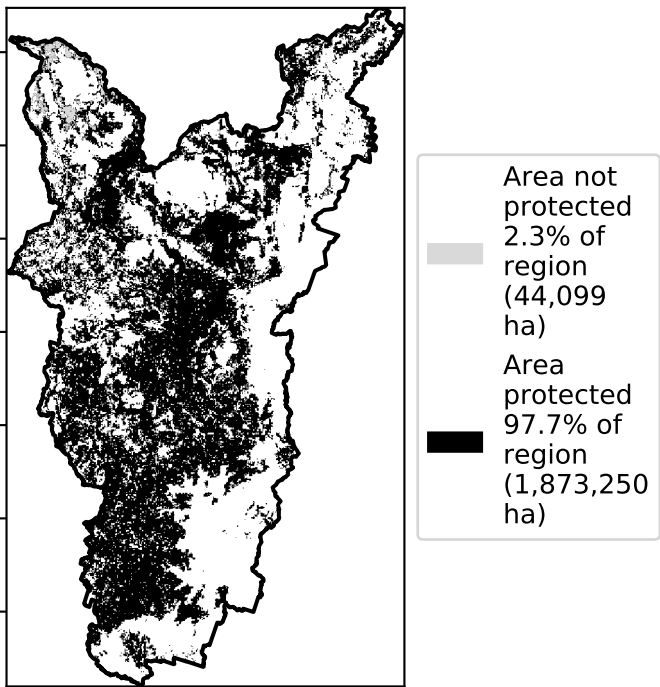 Area not
protected
2.3% of
region
(44,099
ha)
Area
protected
97.7% of
region
(1,873,250
ha)